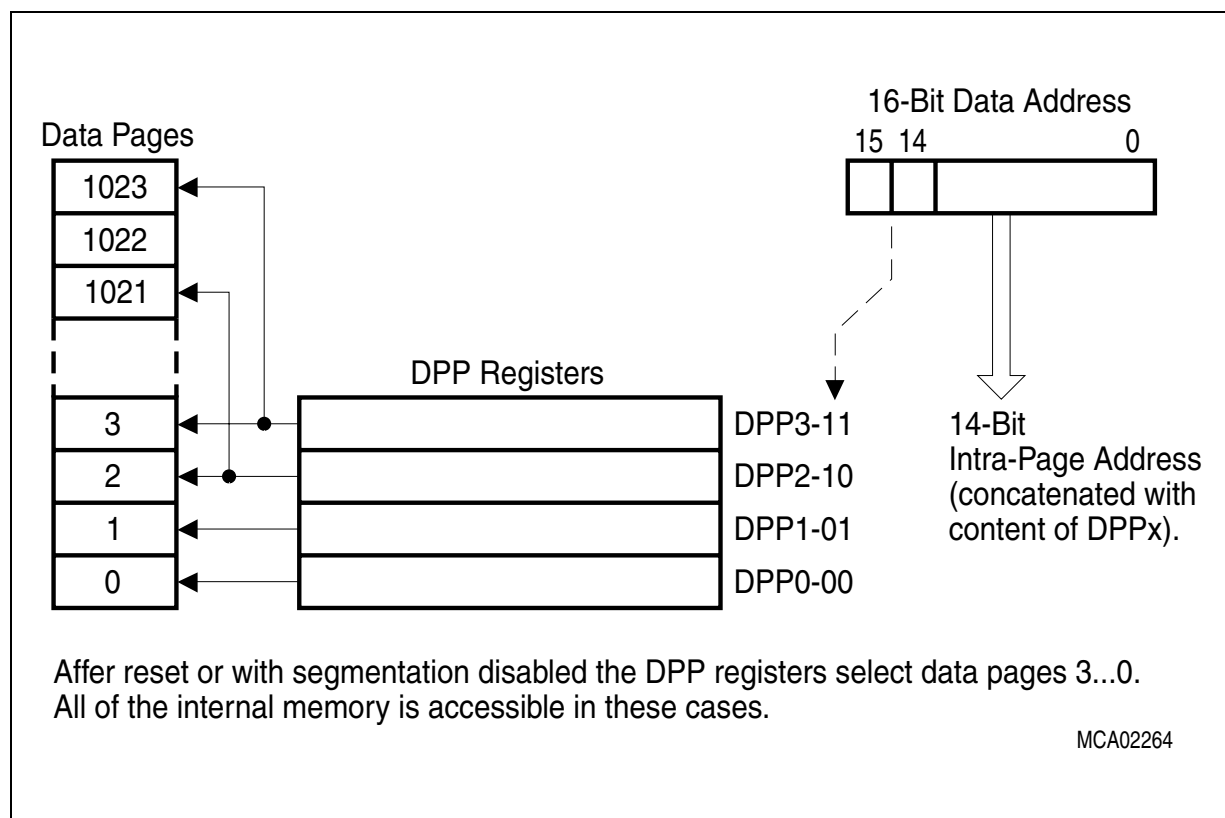 16-Bit Data Address
Data Pages
15 14 0
1023
1022
1021
DPP Registers
3
DPP3-11
14-Bit
2
DPP2-10
Intra-Page Address
(concatenated with
1
DPP1-01
content of DPPx).
0
DPP0-00
Affer reset or with segmentation disabled the DPP registers select data pages 3...0.
All of the internal memory is accessible in these cases.
MCA02264